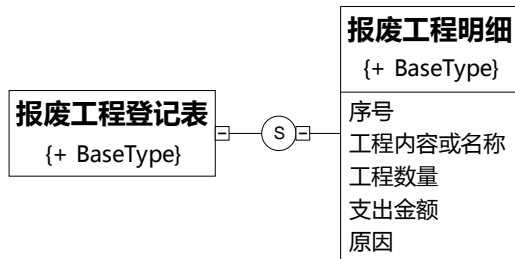 报废工程登记表
{+ BaseType}
S
报废工程明细
{+ BaseType}
序号
工程内容或名称
工程数量
支出金额
原因